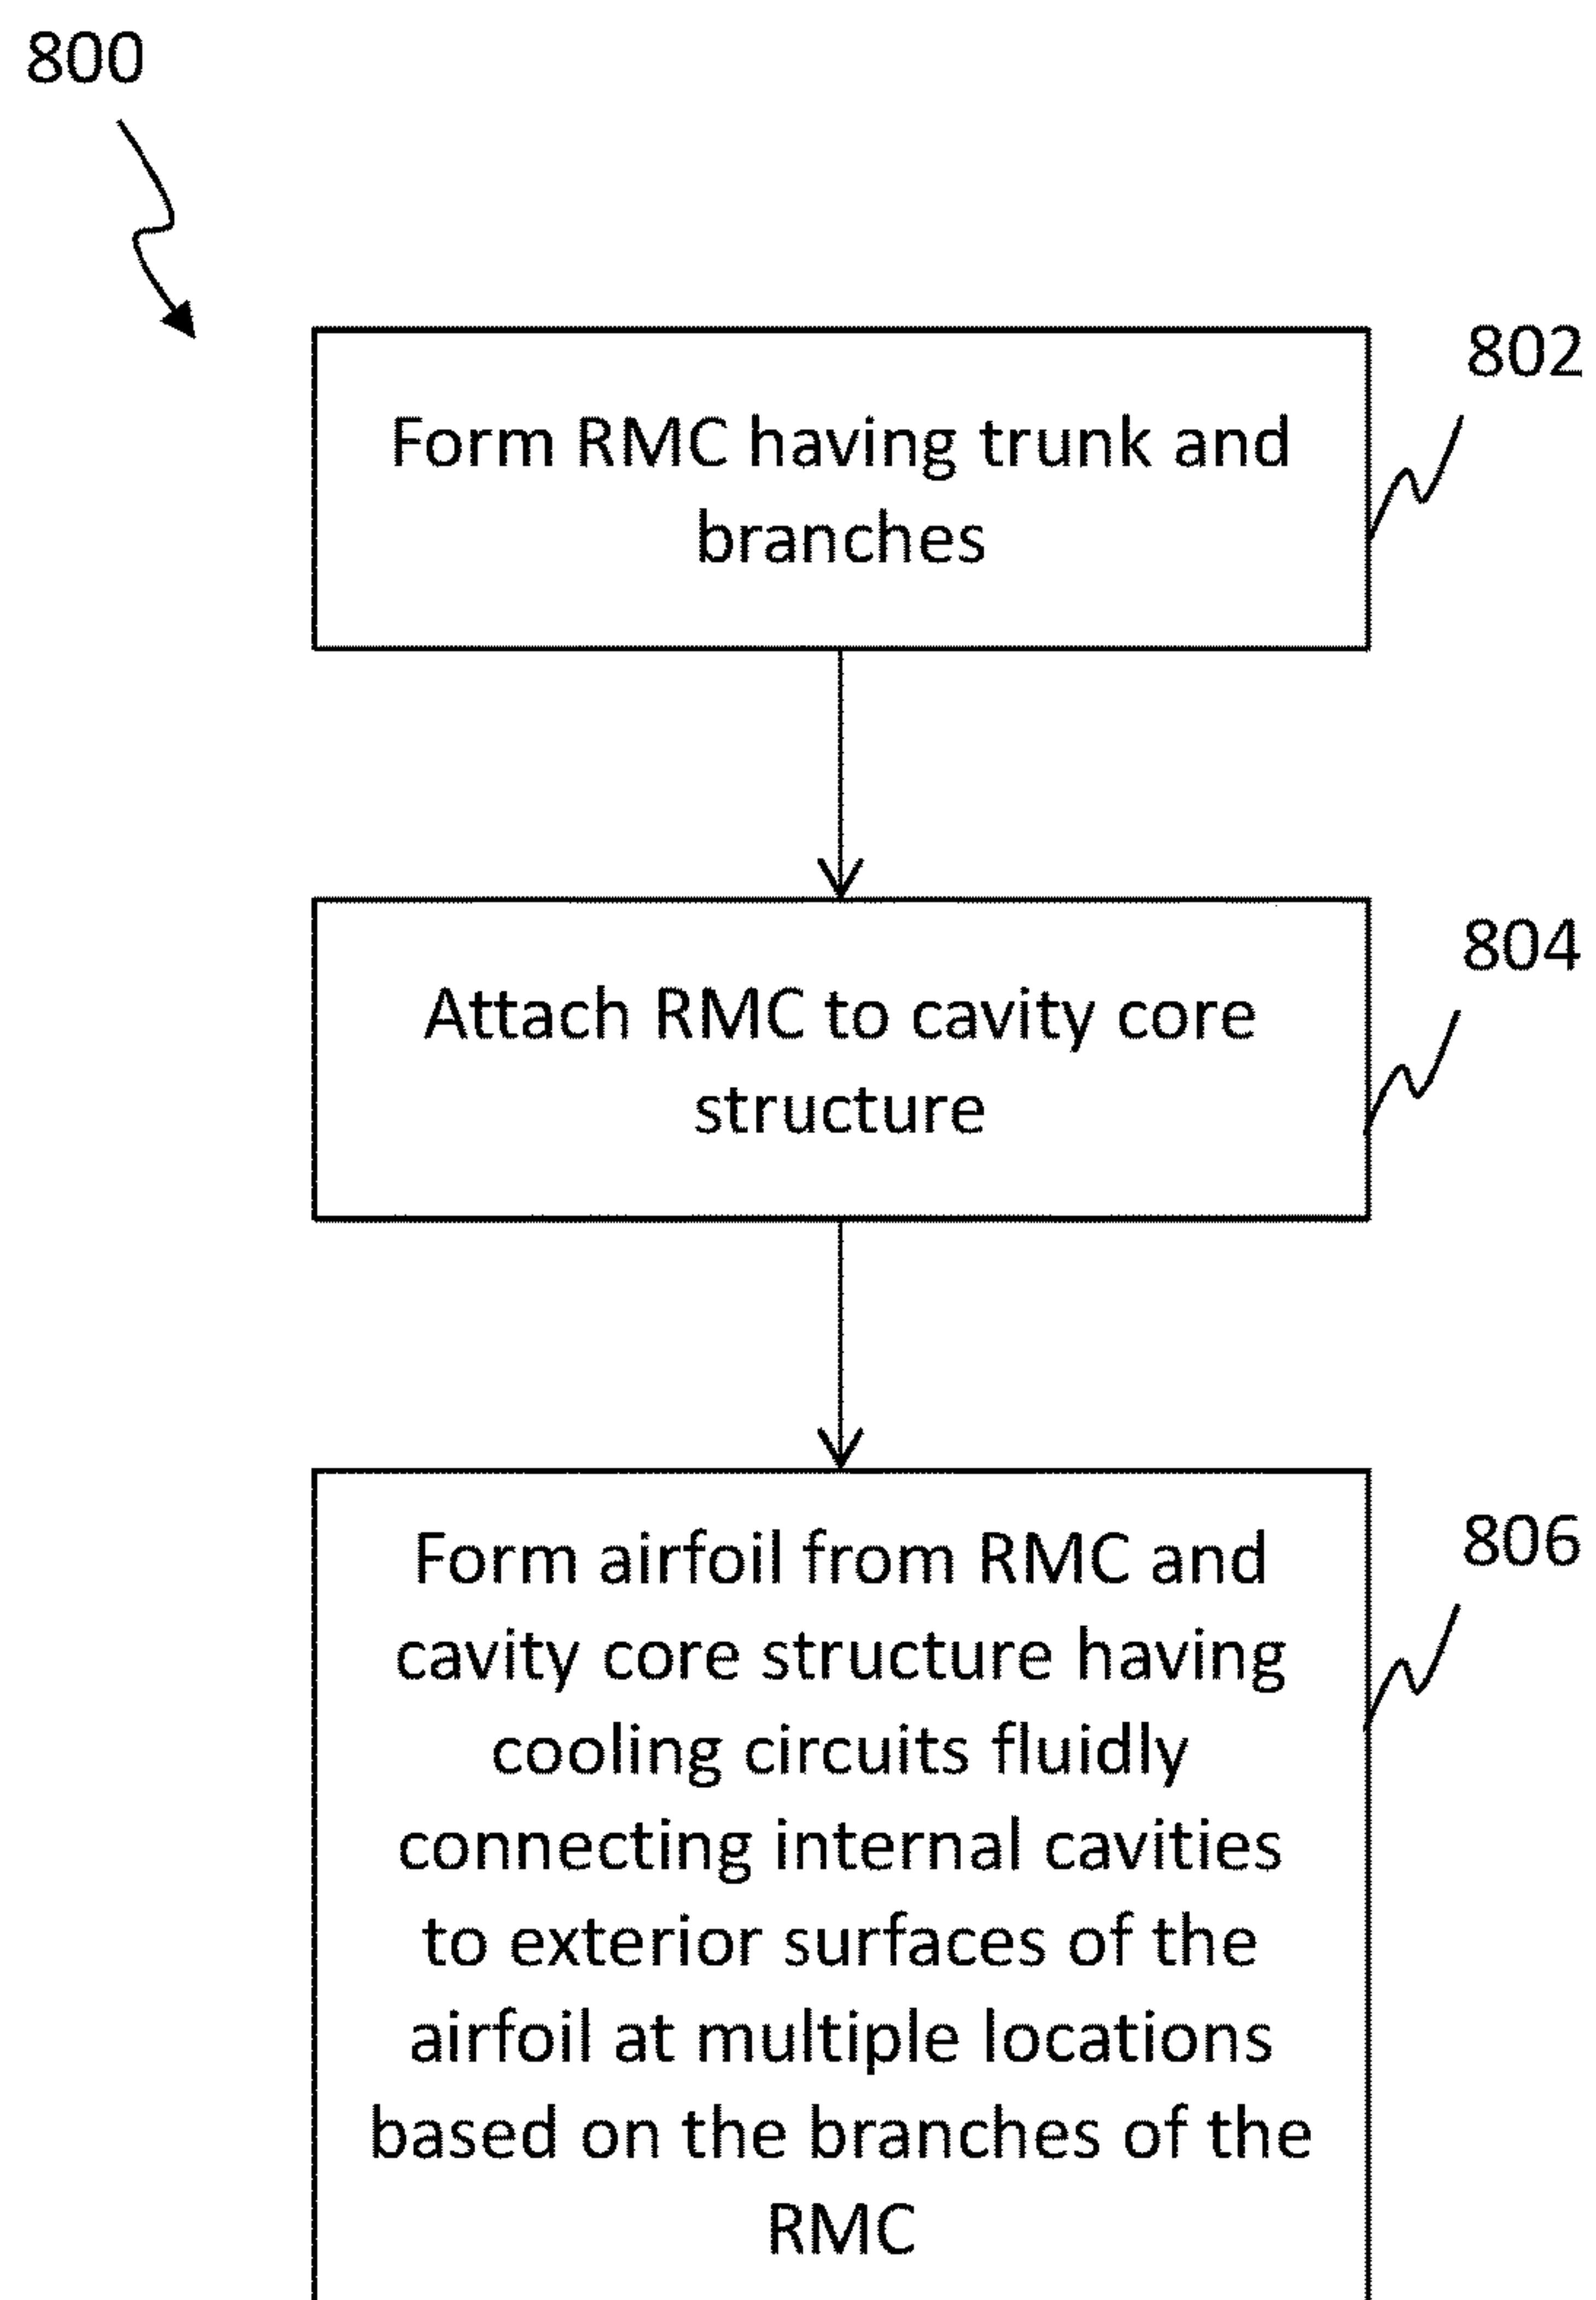 800
802
Form RMC having trunk and
branches
804
Attach RMC to cavity core
structure
806
Form airfoil from RMC and
cavity core structure having
cooling circuits fluidly
connecting internal cavities
to exterior surfaces of the
airfoil at multiple locations
based on the branches of the
RMC